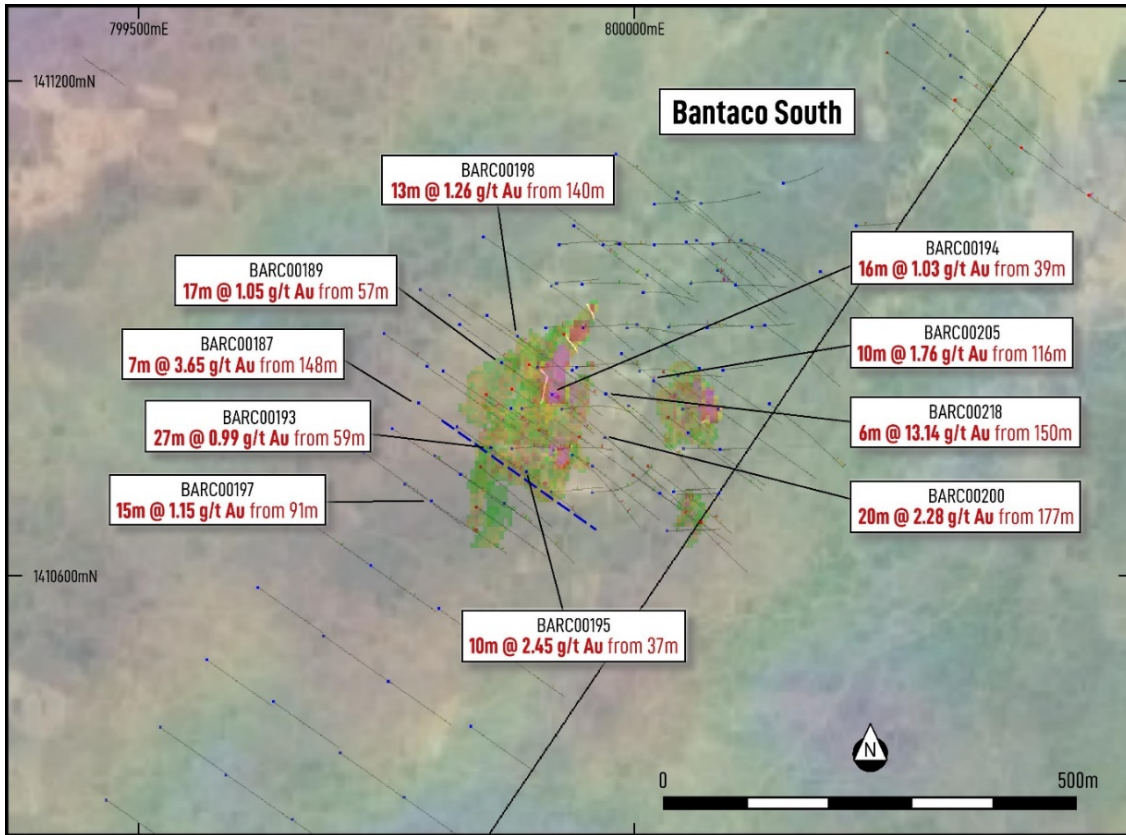 799500mE
800000mE
1411200mN
Bantaco South
BARC00198
13m @ 1.26 g/t Au from 140m
BARC00194
16m @ 1.03 g/t Au from 39m
BARC00189
17m @ 1.05 g/t Au from 57m
BARC00205
10m @ 1.76 g/t Au from 116m
BARC00187
7m @ 3.65 g/t Au from 148m
BARC00218
6m @ 13.14 g/t Au from 150m
BARC00193
27m @ 0.99 g/t Au from 59m
BARC00197
15m @ 1.15 g/t Au from 91m
BARC00200
20m @ 2.28 g/t Au from 177m
1410600mN
BARC00195
10m @ 2.45 g/t Au from 37m
N
0
500m